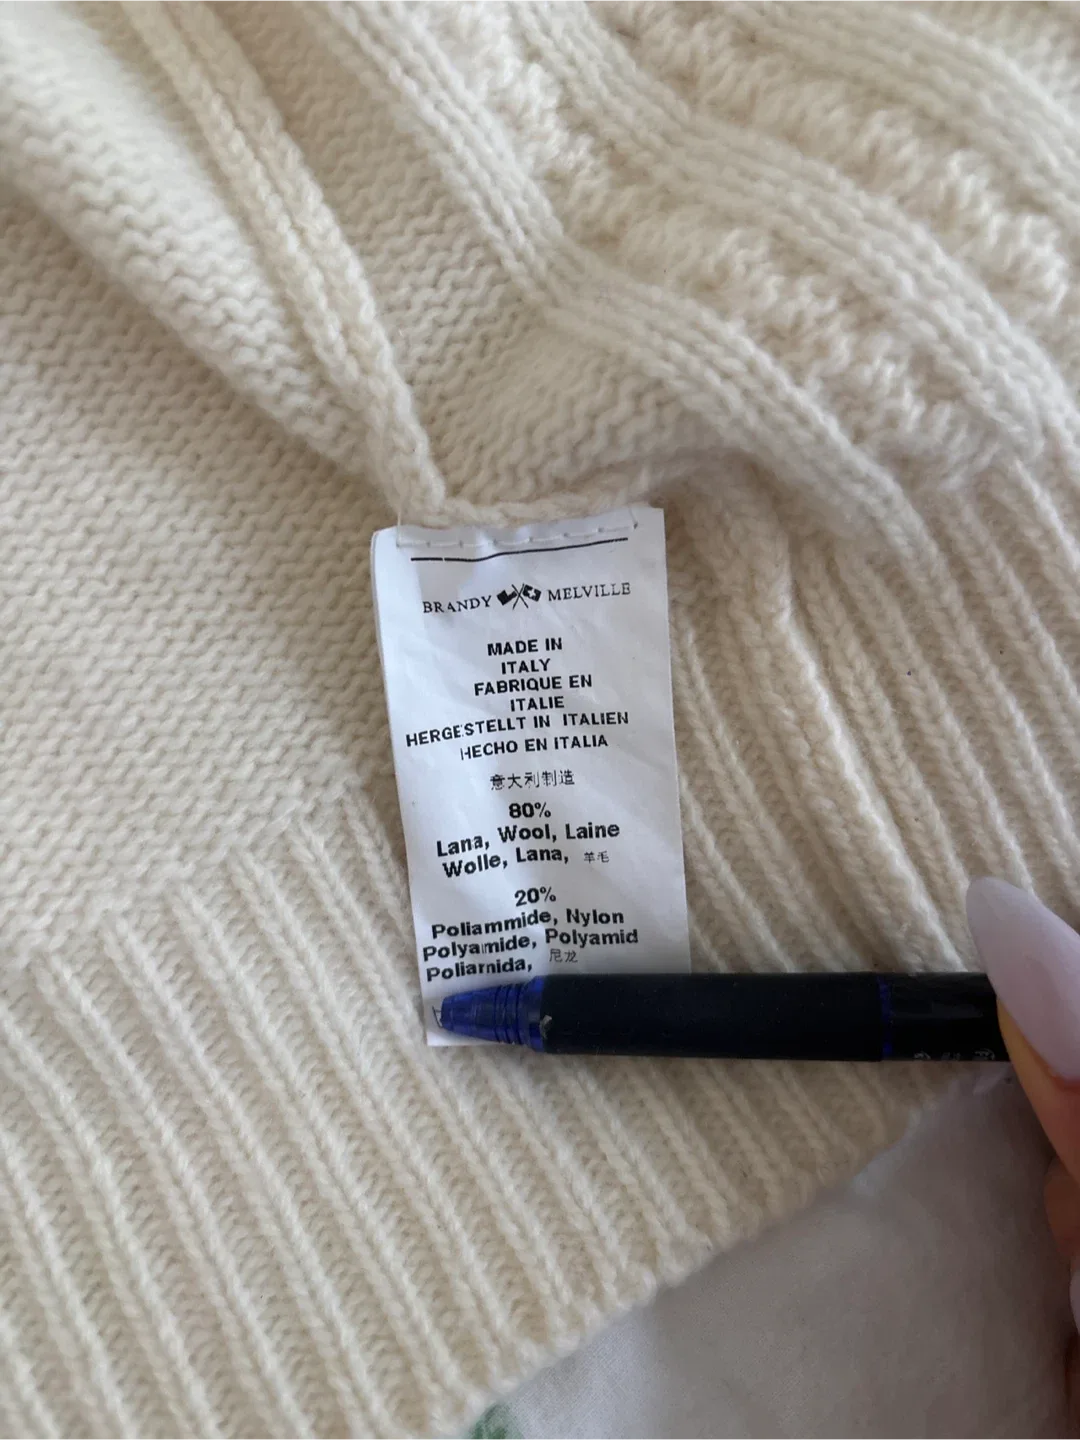 BRANDY MELVILLE
MADE IN
ITALY
FABRIQUE EN
ITALIE
HERGESTELLT IN ITALIEN
HECHO EN ITALIA
意大利制造
80%
Lana, Wool, Laine
Wolle, Lana, 羊毛
20%
Poliammide, Nylon
Polyamide, Polyamid
Poliamida, 尼龙